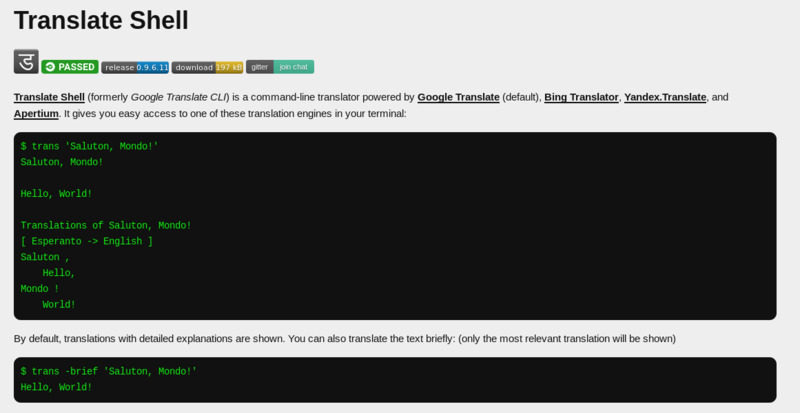 Translate Shell
ड PASSED release 0.9.6.11 download 197 kB gitter join chat
Translate Shell (formerly Google Translate CLI) is a command-line translator powered by Google Translate (default), Bing Translator, Yandex.Translate, and
Apertium. It gives you easy access to one of these translation engines in your terminal:
$ trans 'Saluton, Mondo!'
Saluton, Mondo!
Hello, World!
Translations of Saluton, Mondo!
[ Esperanto -> English ]
Saluton ,
    Hello,
Mondo !
    World!
By default, translations with detailed explanations are shown. You can also translate the text briefly: (only the most relevant translation will be shown)
$ trans -brief 'Saluton, Mondo!'
Hello, World!